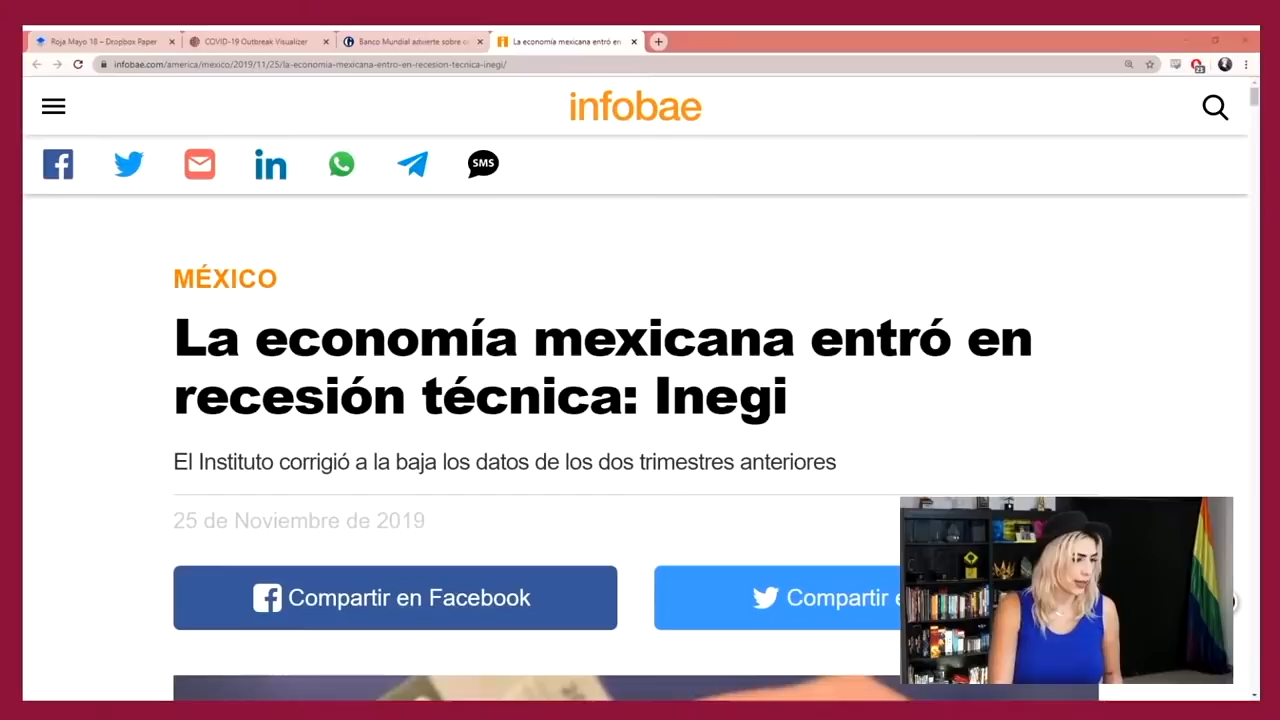 Roja Mayo 18 – Dropbox Paper
COVID-19 Outbreak Visualizer
Banco Mundial advierte sobre
La economía mexicana entró en
infobae.com/america/mexico/2019/11/25/la-economia-mexicana-entro-en-recesion-tecnica-inegi/
23
infobae
in
SMS
MÉXICO
La economía mexicana entró en
recesión técnica: Inegi
El Instituto corrigió a la baja los datos de los dos trimestres anteriores
25 de Noviembre de 2019
Compartir en Facebook
Compartir